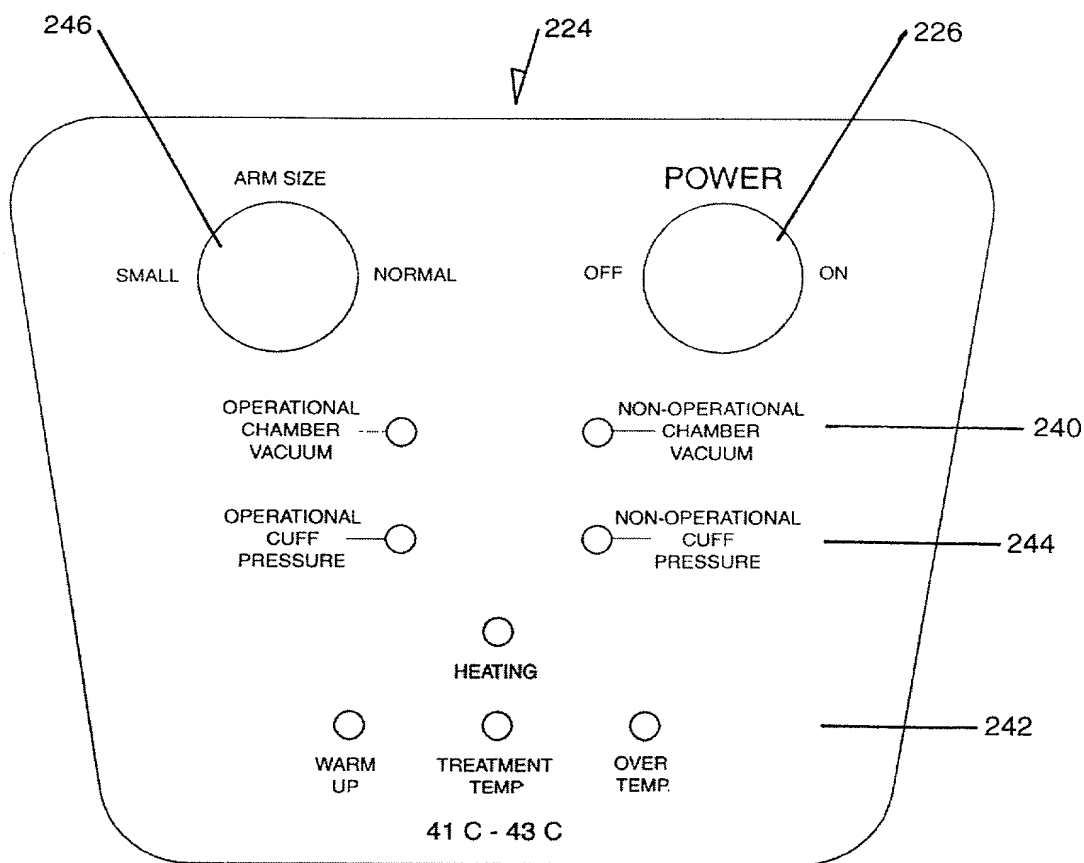 246
224
226
ARM SIZE
POWER
SMALL
NORMAL
OFF
ON
OPERATIONAL
CHAMBER
VACUUM
NON-OPERATIONAL
CHAMBER
VACUUM
240
OPERATIONAL
CUFF
PRESSURE
NON-OPERATIONAL
CUFF
PRESSURE
244
HEATING
242
WARM
UP
TREATMENT
TEMP
OVER
TEMP.
41 C - 43 C